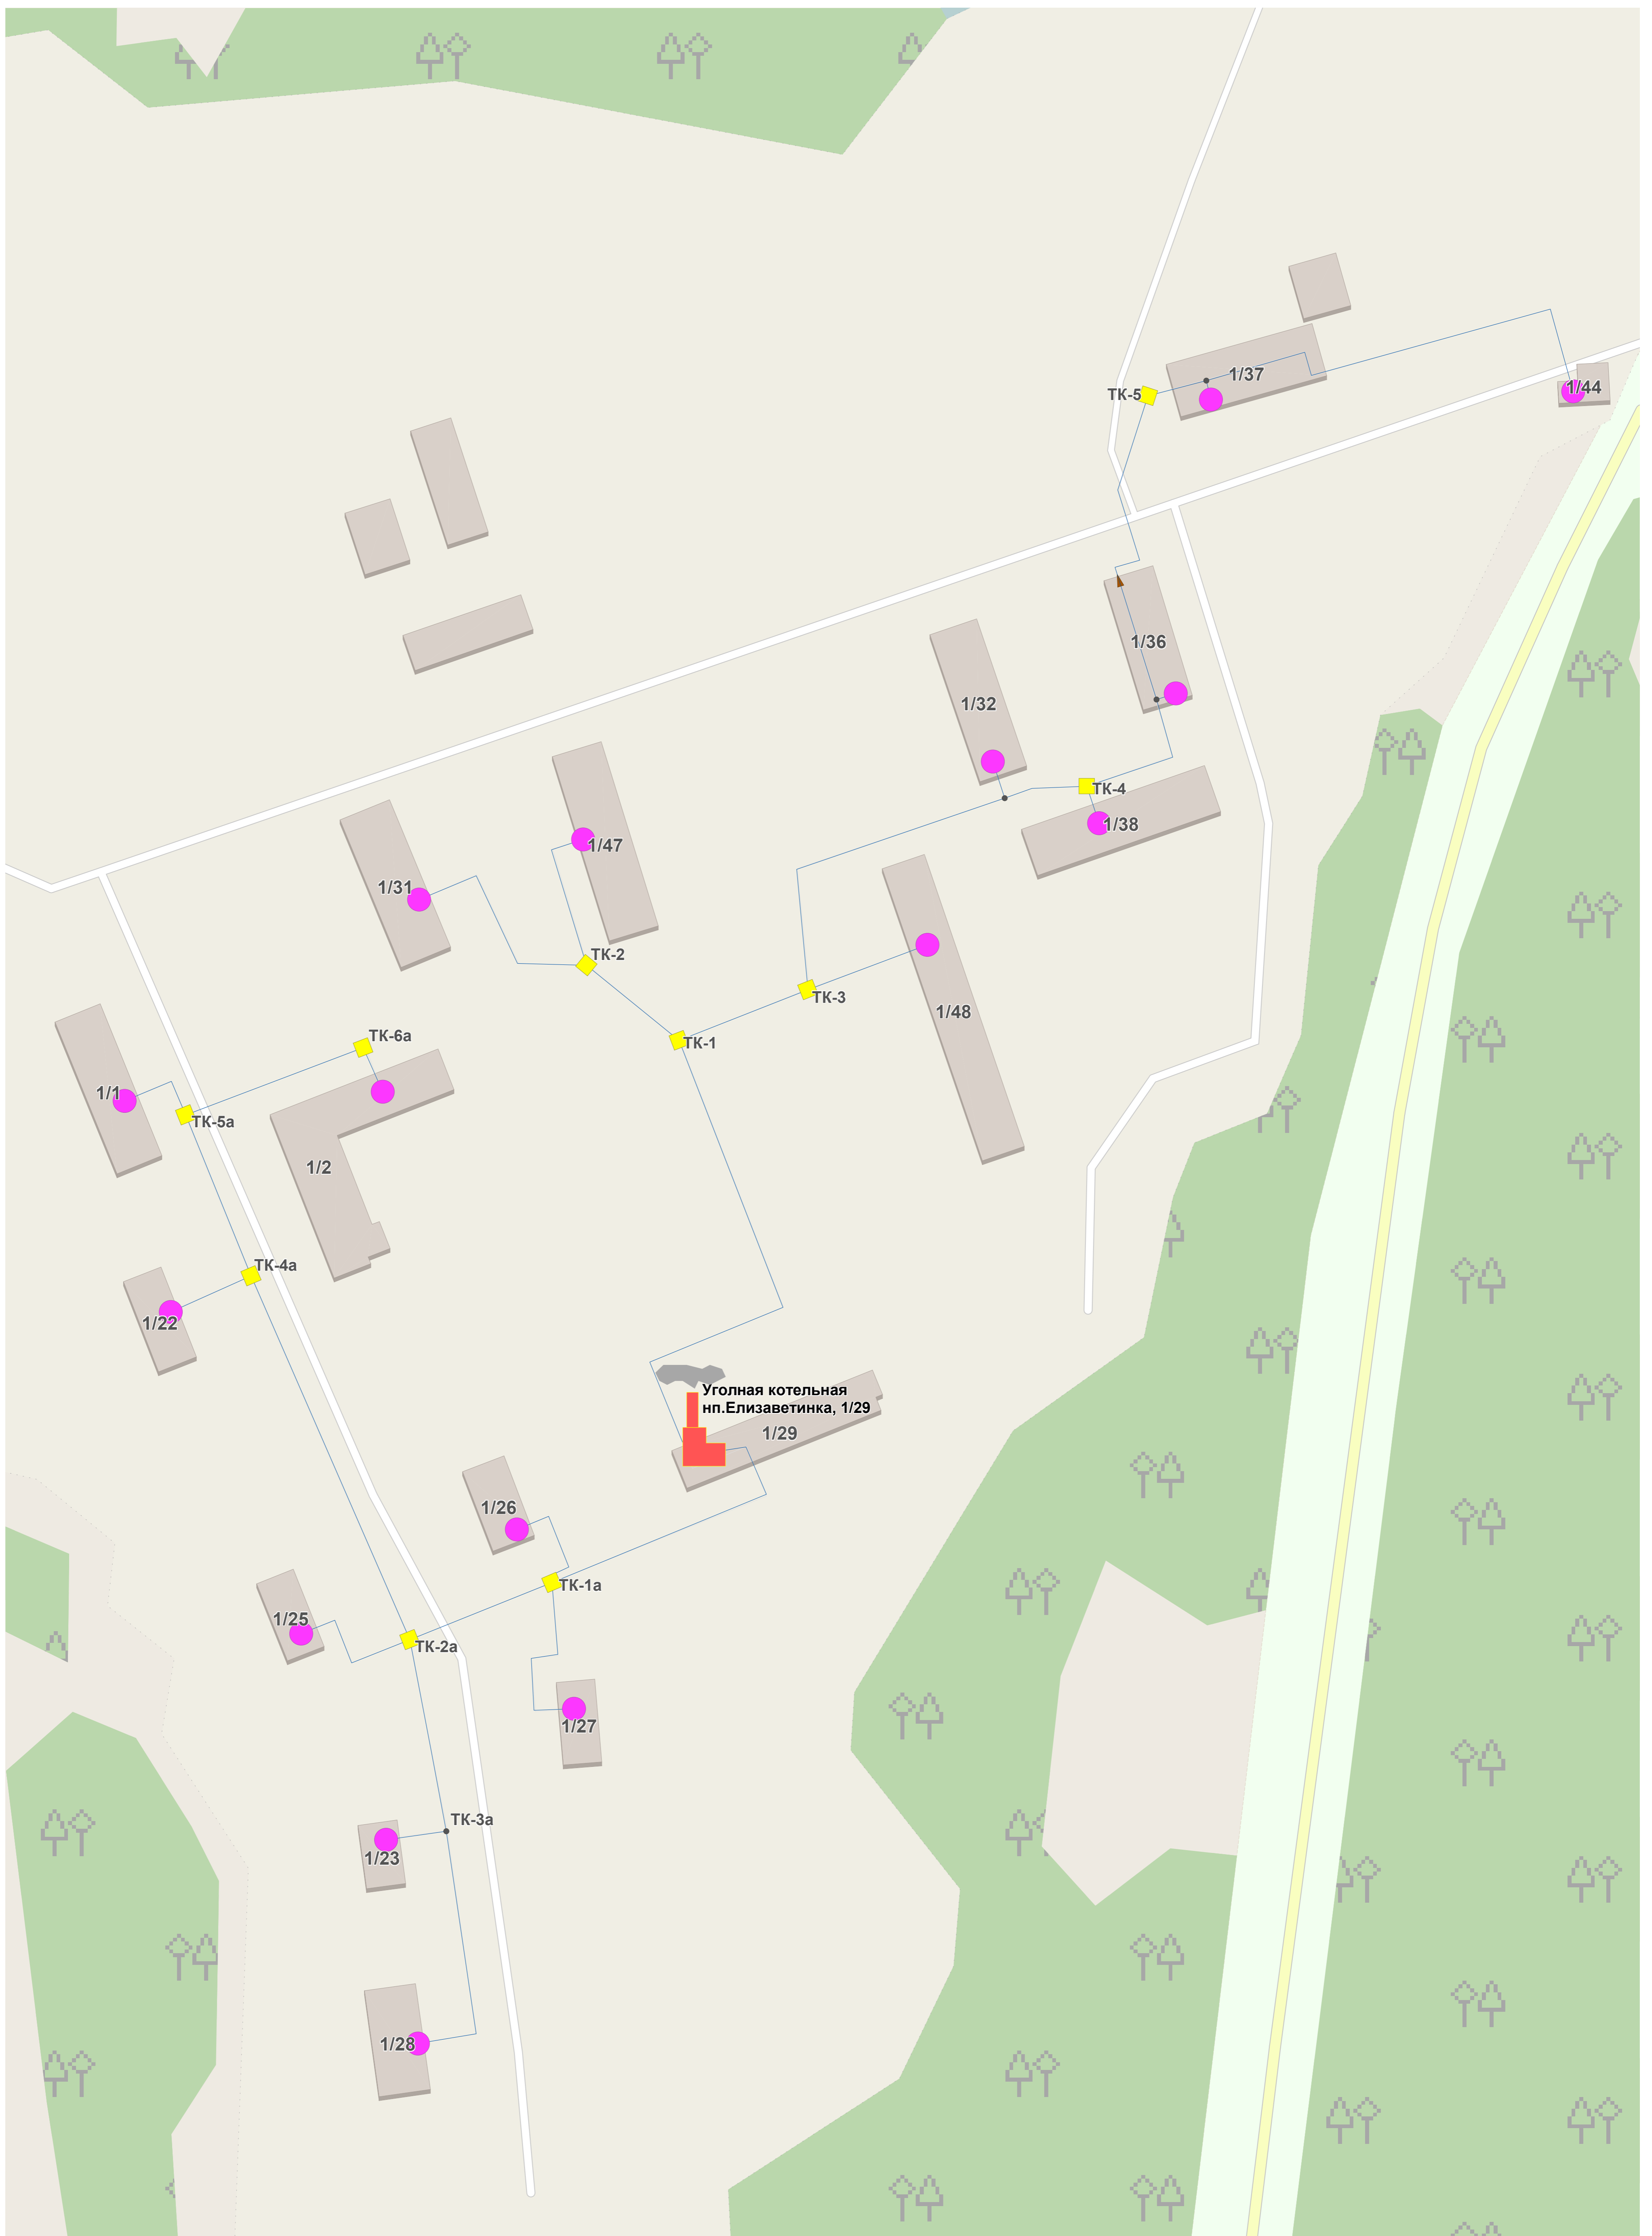 1/37
1/44
ТК-5
1/36
1/32
ТК-4
1/38
1/47
1/31
ТК-2
ТК-3
1/48
ТК-6а
ТК-1
1/1
ТК-5а
1/2
ТК-4а
1/22
Уголная котельная
нп.Елизаветинка, 1/29
1/29
1/26
ТК-1а
1/25
ТК-2а
1/27
ТК-3а
1/23
1/28